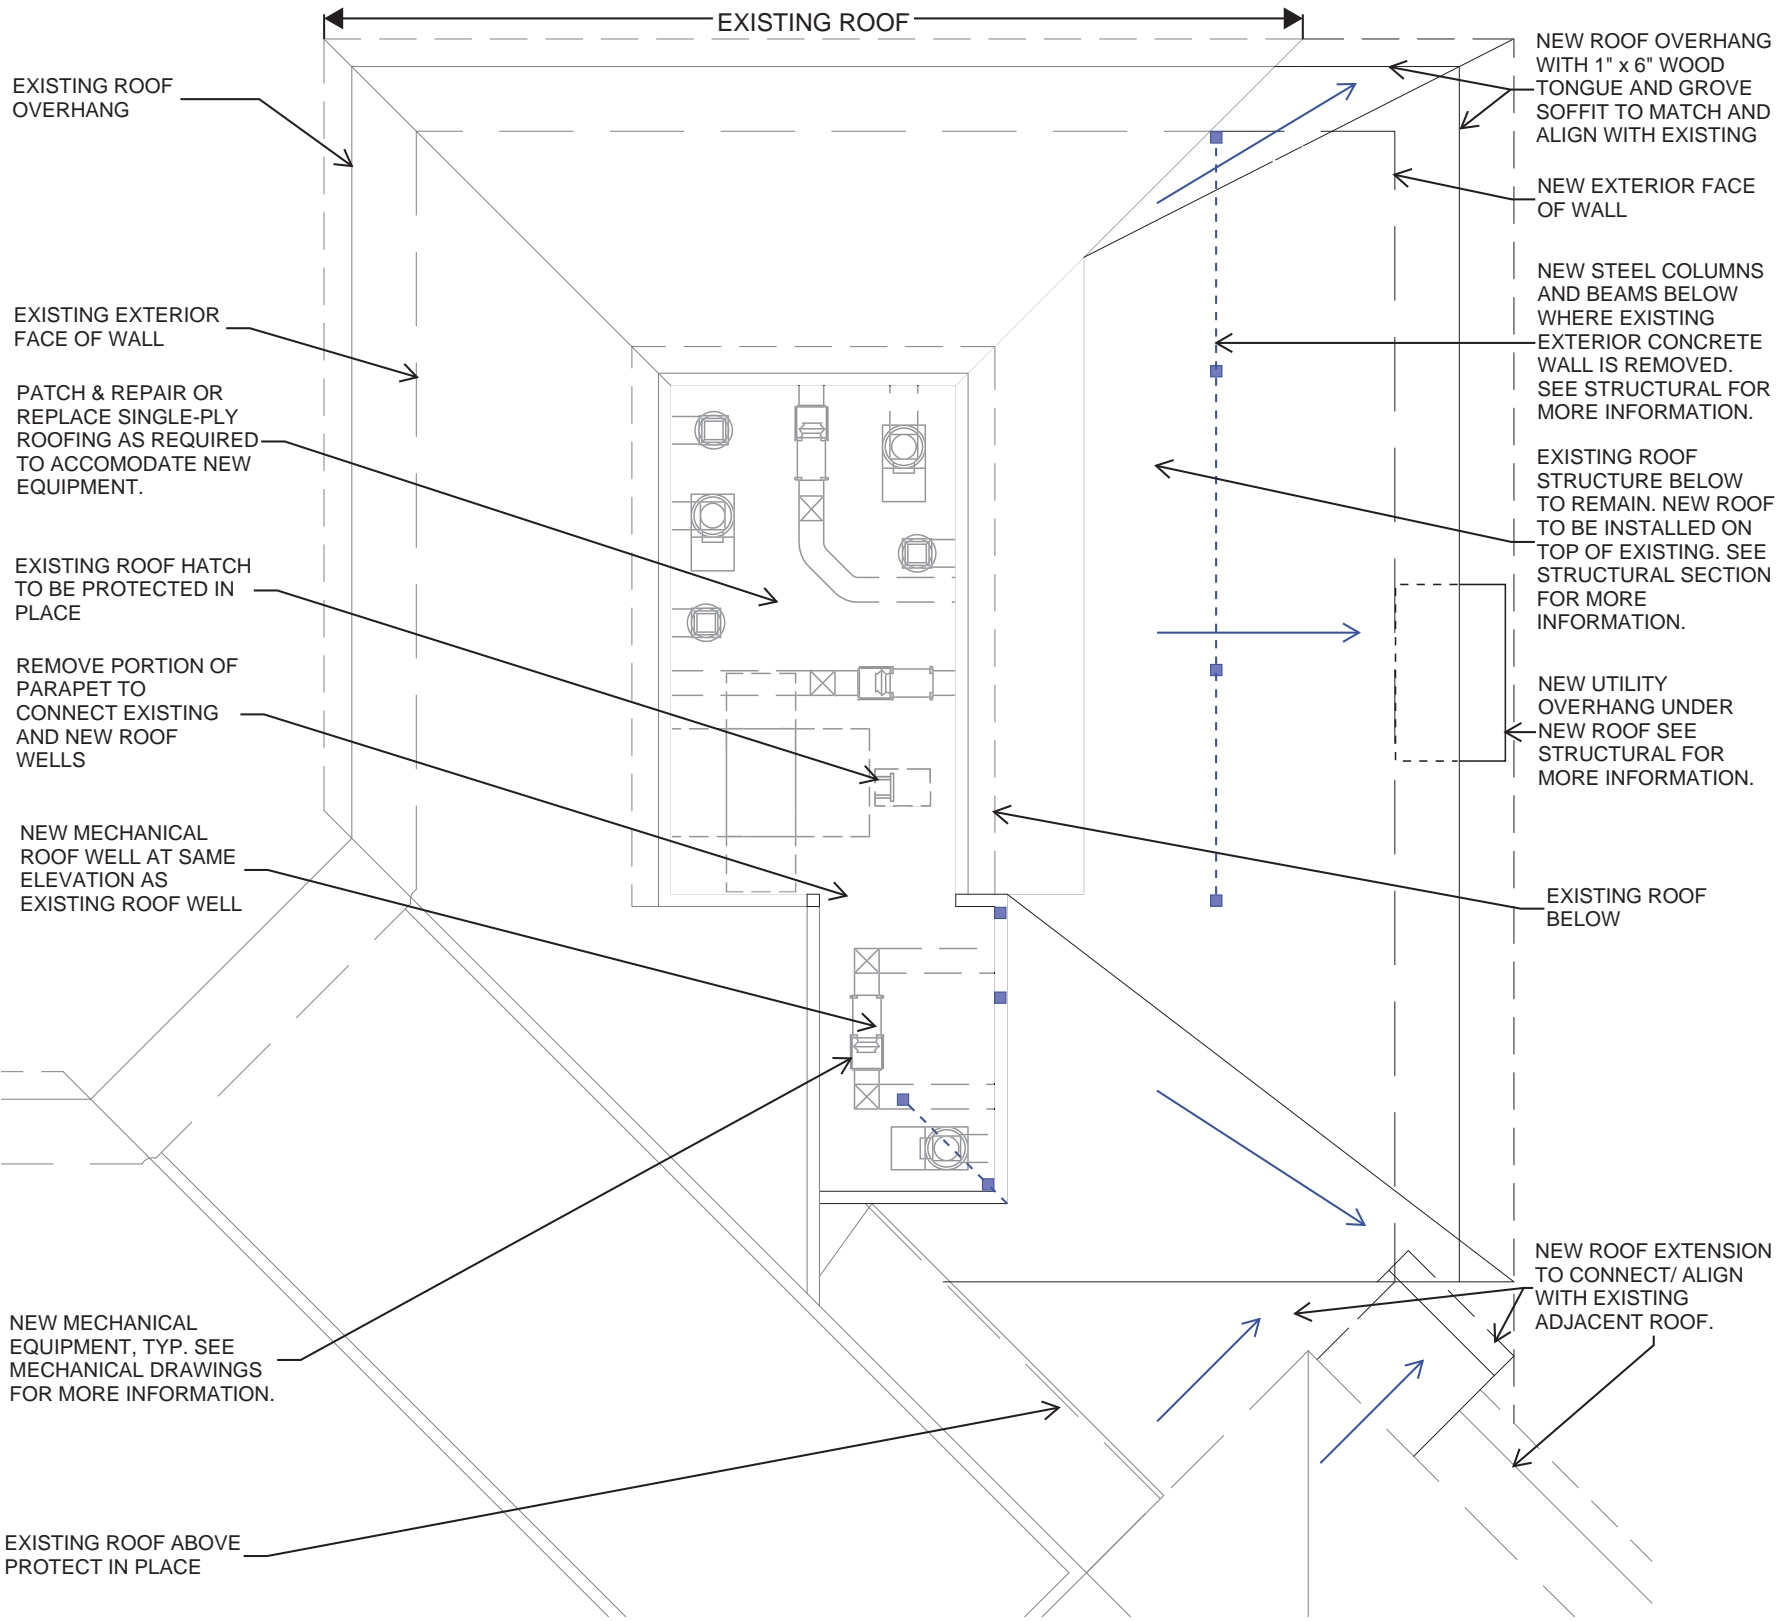 EXISTING ROOF
EXISTING ROOF
OVERHANG
EXISTING EXTERIOR
FACE OF WALL
PATCH & REPAIR OR
REPLACE SINGLE-PLY
ROOFING AS REQUIRED
TO ACCOMODATE NEW
EQUIPMENT.
EXISTING ROOF HATCH
TO BE PROTECTED IN
PLACE
REMOVE PORTION OF
PARAPET TO
CONNECT EXISTING
AND NEW ROOF
WELLS
NEW MECHANICAL
ROOF WELL AT SAME
ELEVATION AS
EXISTING ROOF WELL
NEW MECHANICAL
EQUIPMENT, TYP. SEE
MECHANICAL DRAWINGS
FOR MORE INFORMATION.
EXISTING ROOF ABOVE
PROTECT IN PLACE
NEW ROOF OVERHANG
WITH 1" x 6" WOOD
TONGUE AND GROVE
SOFFIT TO MATCH AND
ALIGN WITH EXISTING
NEW EXTERIOR FACE
OF WALL
NEW STEEL COLUMNS
AND BEAMS BELOW
WHERE EXISTING
EXTERIOR CONCRETE
WALL IS REMOVED.
SEE STRUCTURAL FOR
MORE INFORMATION.
EXISTING ROOF
STRUCTURE BELOW
TO REMAIN. NEW ROOF
TO BE INSTALLED ON
TOP OF EXISTING. SEE
STRUCTURAL SECTION
FOR MORE
INFORMATION.
NEW UTILITY
OVERHANG UNDER
NEW ROOF SEE
STRUCTURAL FOR
MORE INFORMATION.
EXISTING ROOF
BELOW
NEW ROOF EXTENSION
TO CONNECT/ ALIGN
WITH EXISTING
ADJACENT ROOF.